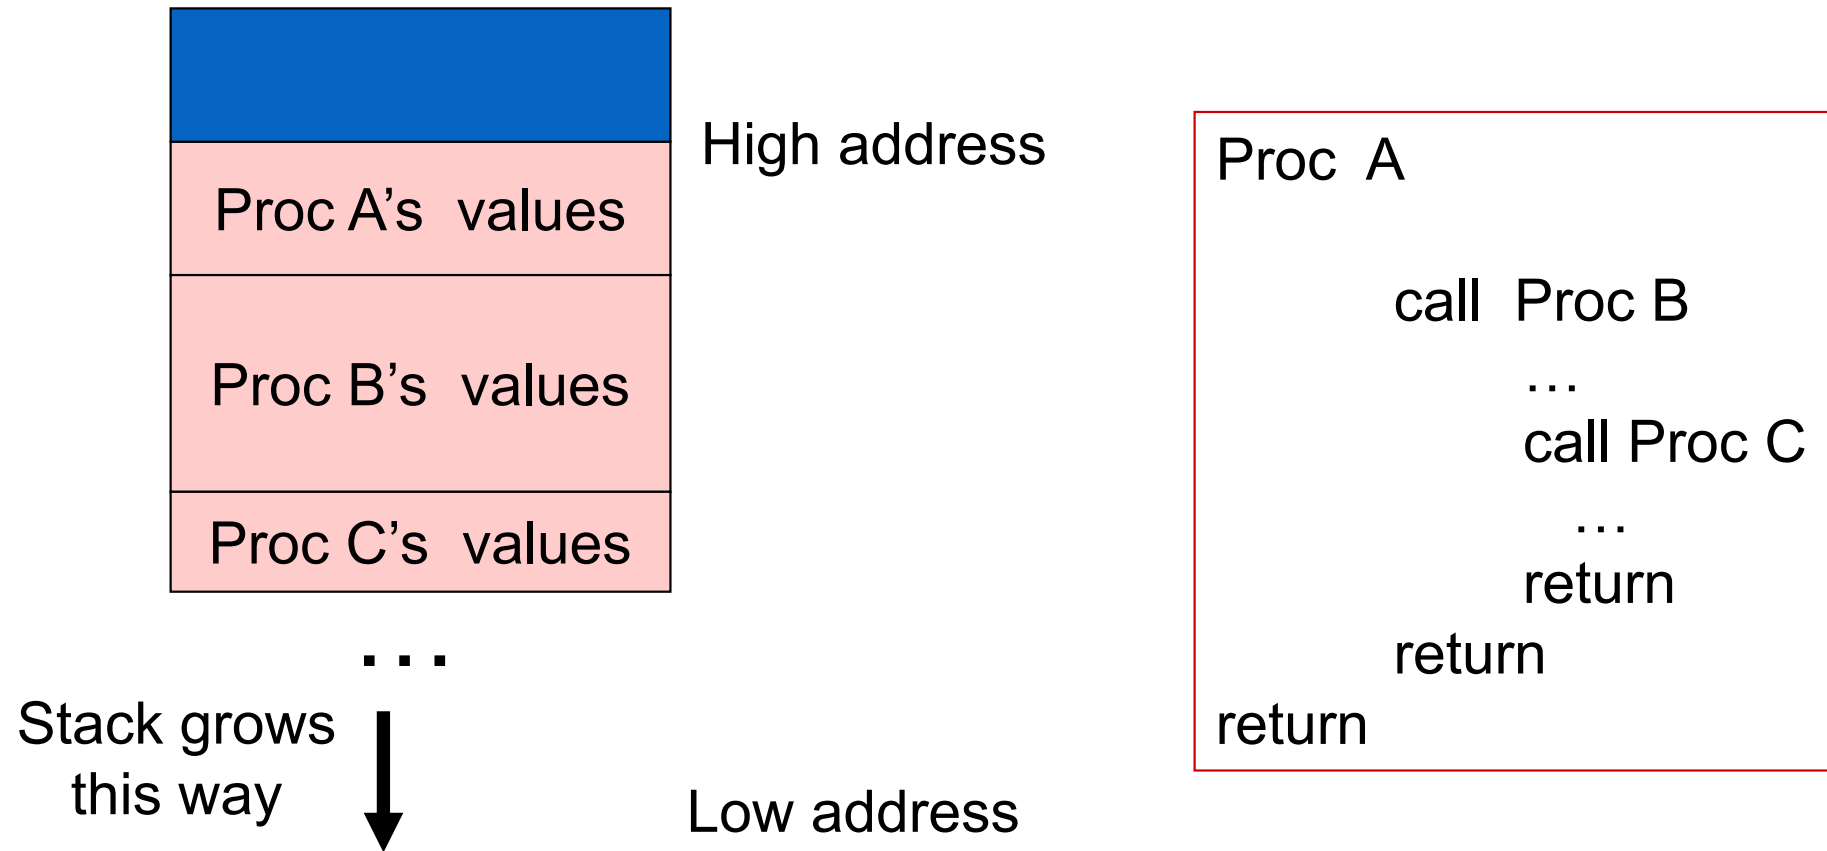 High address
Proc A's values
Proc B's values
Proc C's values
...
Stack grows
this way
Low address
Proc A
call Proc B
...
call Proc C
...
return
return
return